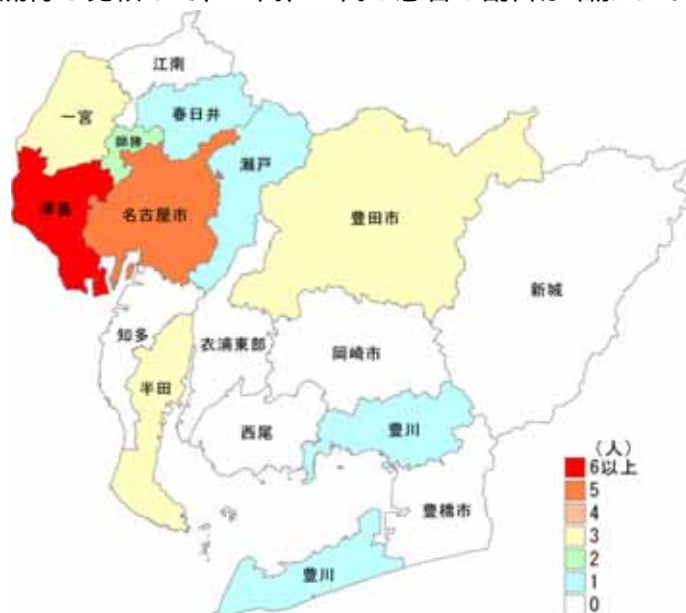 江南
一宮
春日井
師勝
瀬戸
津島
名古屋市
豊田市
新城
知多
衣浦東部
岡崎市
半田
西尾
豊川
豊橋市
豊川
(人)
6以上
5
4
3
2
1
0